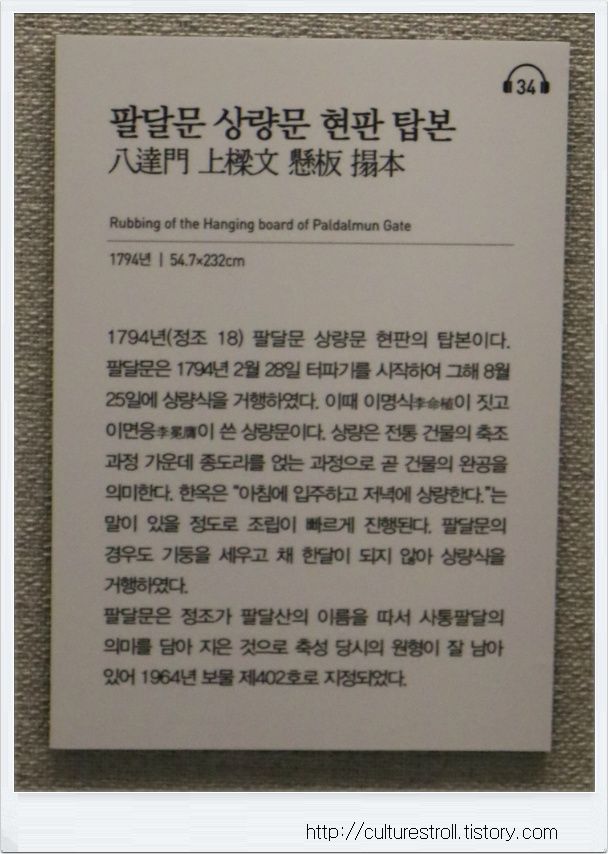 34
팔달문 상량문 현판 탑본
八達門 上樑文 懸板 搨本
Rubbing of the Hanging board of Paldalmun Gate
1794년 | 54.7×232cm
1794년(정조 18) 팔달문 상량문 현판의 탑본이다.
팔달문은 1794년 2월 28일 터파기를 시작하여 그해 8월
25일에 상량식을 거행하였다. 이때 이명식李命植이 짓고
이면응李冕膺이 쓴 상량문이다. 상량은 전통 건물의 축조
과정 가운데 종도리를 얹는 과정으로 곧 건물의 완공을
의미한다. 한옥은 “아침에 입주하고 저녁에 상량한다.”는
말이 있을 정도로 조립이 빠르게 진행된다. 팔달문의
경우도 기둥을 세우고 채 한달이 되지 않아 상량식을
거행하였다.
팔달문은 정조가 팔달산의 이름을 따서 사통팔달의
의미를 담아 지은 것으로 축성 당시의 원형이 잘 남아
있어 1964년 보물 제402호로 지정되었다.
http://culturestroll.tistory.com